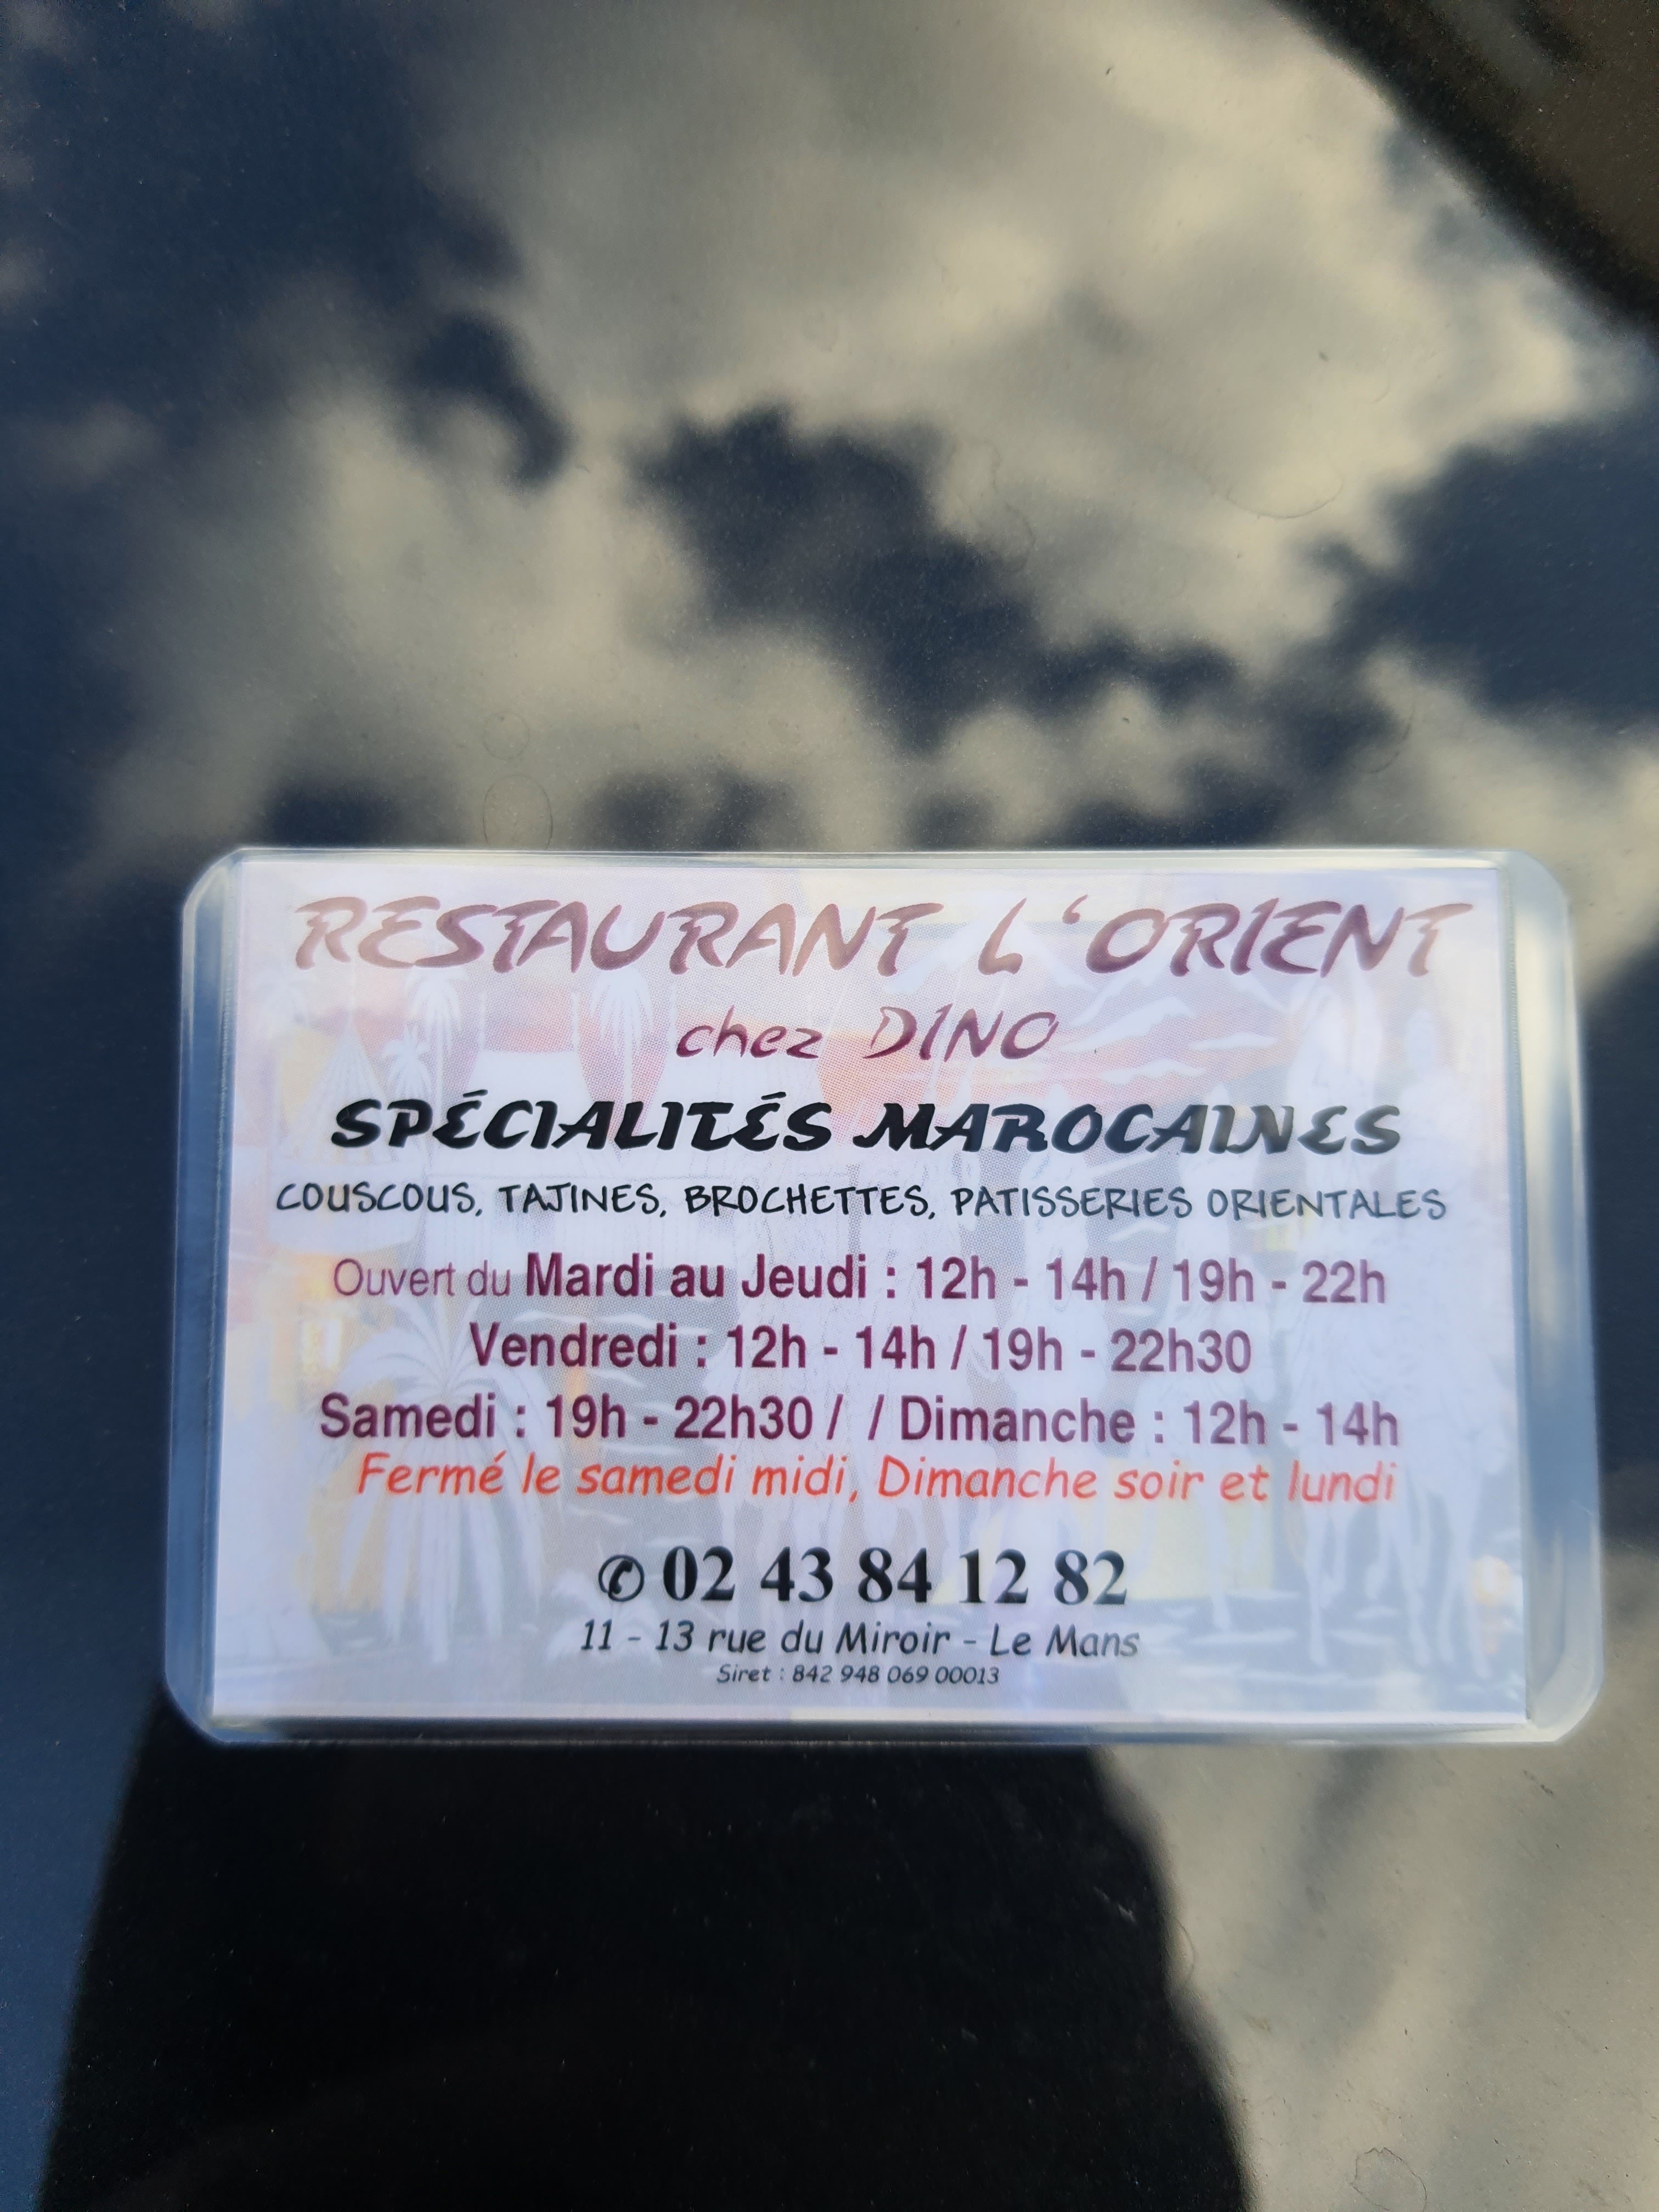 RESTAURANT L'ORIENT
chez DINO
SPÉCIALITÉS MAROCAINES
COUSCOUS, TAJINES, BROCHETTES, PATISSERIES ORIENTALES
Ouvert du Mardi au Jeudi : 12h - 14h / 19h - 22h
Vendredi : 12h - 14h / 19h - 22h30
Samedi : 19h - 22h30 / / Dimanche : 12h - 14h
Fermé le samedi midi, Dimanche soir et lundi
✆ 02 43 84 12 82
11 - 13 rue du Miroir - Le Mans
Siret : 842 948 069 00013